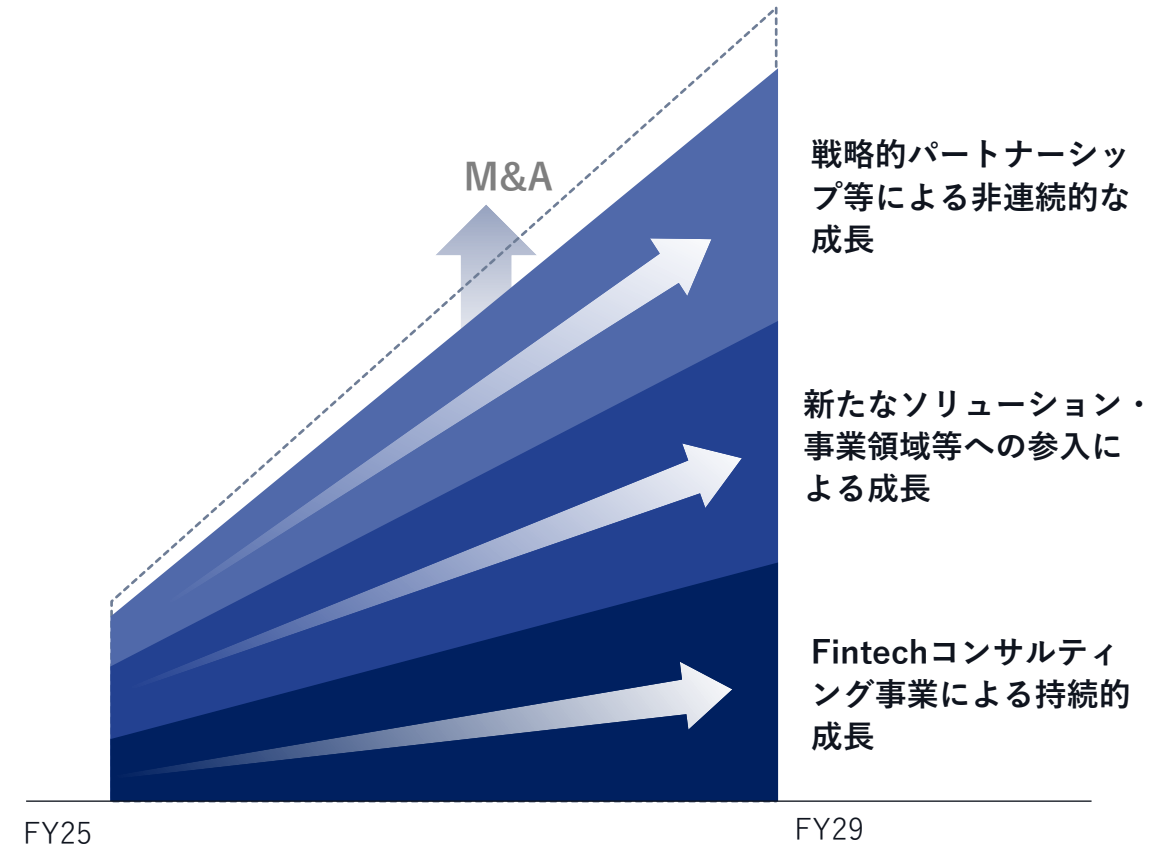 M&A
戦略的パートナーシッ
プ等による非連続的な
成長
新たなソリューション・
事業領域等への参入に
よる成長
Fintechコンサルティ
ング事業による持続的
成長
FY25
FY29